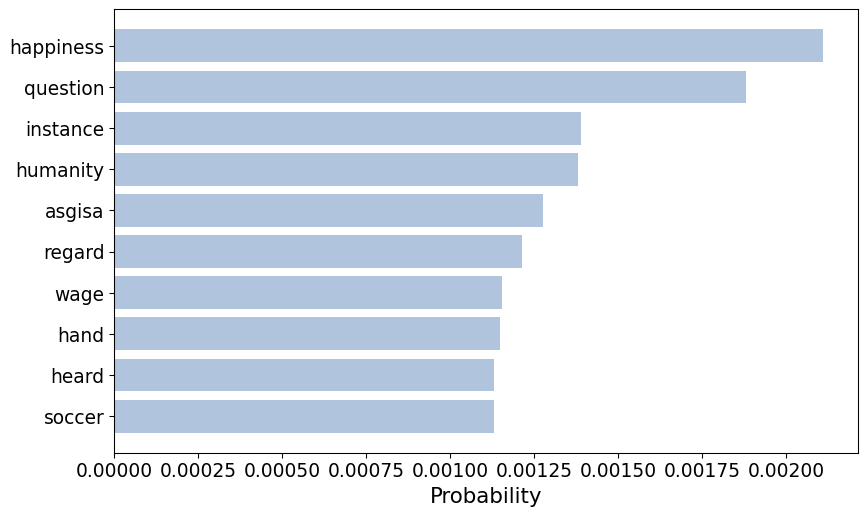 happiness
question
instance
humanity
asgisa
regard
wage
hand
heard
soccer
0.00000 0.00025 0.00050 0.00075 0.00100 0.00125 0.00150 0.00175 0.00200
Probability